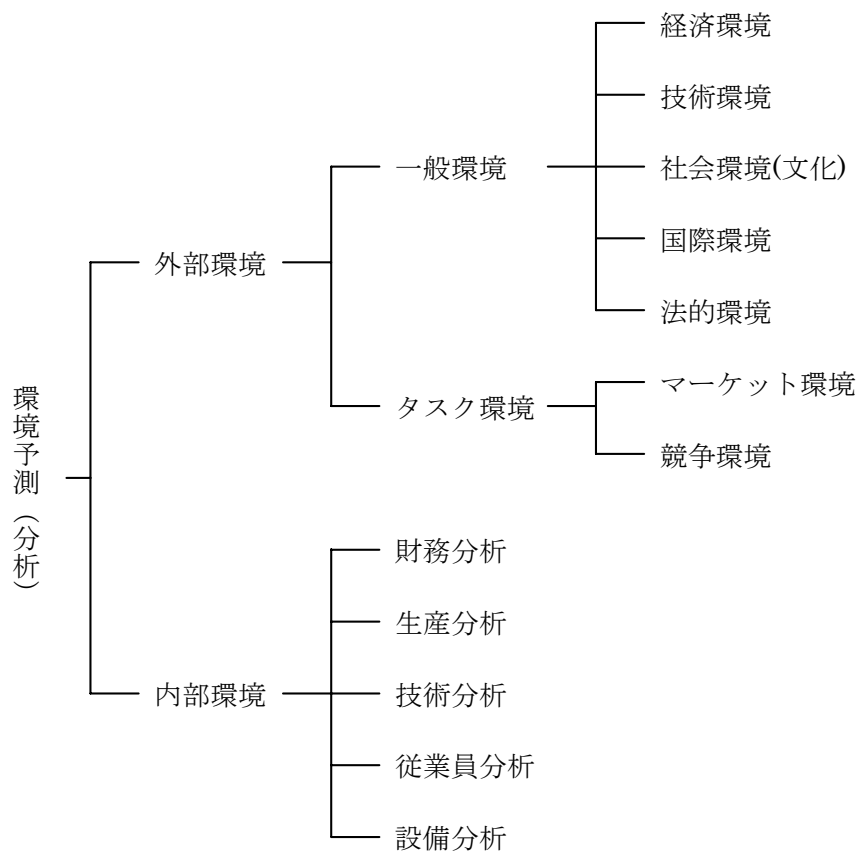 環境予測（分析）
外部環境
一般環境
経済環境
技術環境
社会環境(文化)
国際環境
法的環境
タスク環境
マーケット環境
競争環境
内部環境
財務分析
生産分析
技術分析
従業員分析
設備分析